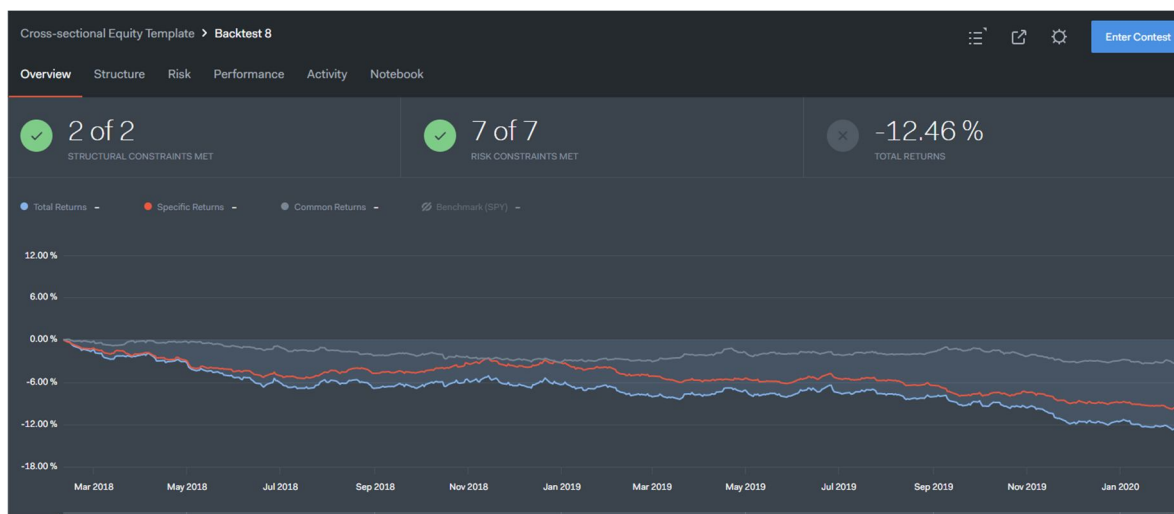 Cross-sectional Equity Template > Backtest 8
Enter Contest
Overview Structure Risk Performance Activity Notebook
2 of 2
STRUCTURAL CONSTRAINTS MET
7 of 7
RISK CONSTRAINTS MET
-12.46 %
TOTAL RETURNS
Total Returns – Specific Returns – Common Returns – Benchmark (SPY) –
12.00 %
6.00 %
0.00 %
-6.00 %
-12.00 %
-18.00 %
Mar 2018 May 2018 Jul 2018 Sep 2018 Nov 2018 Jan 2019 Mar 2019 May 2019 Jul 2019 Sep 2019 Nov 2019 Jan 2020